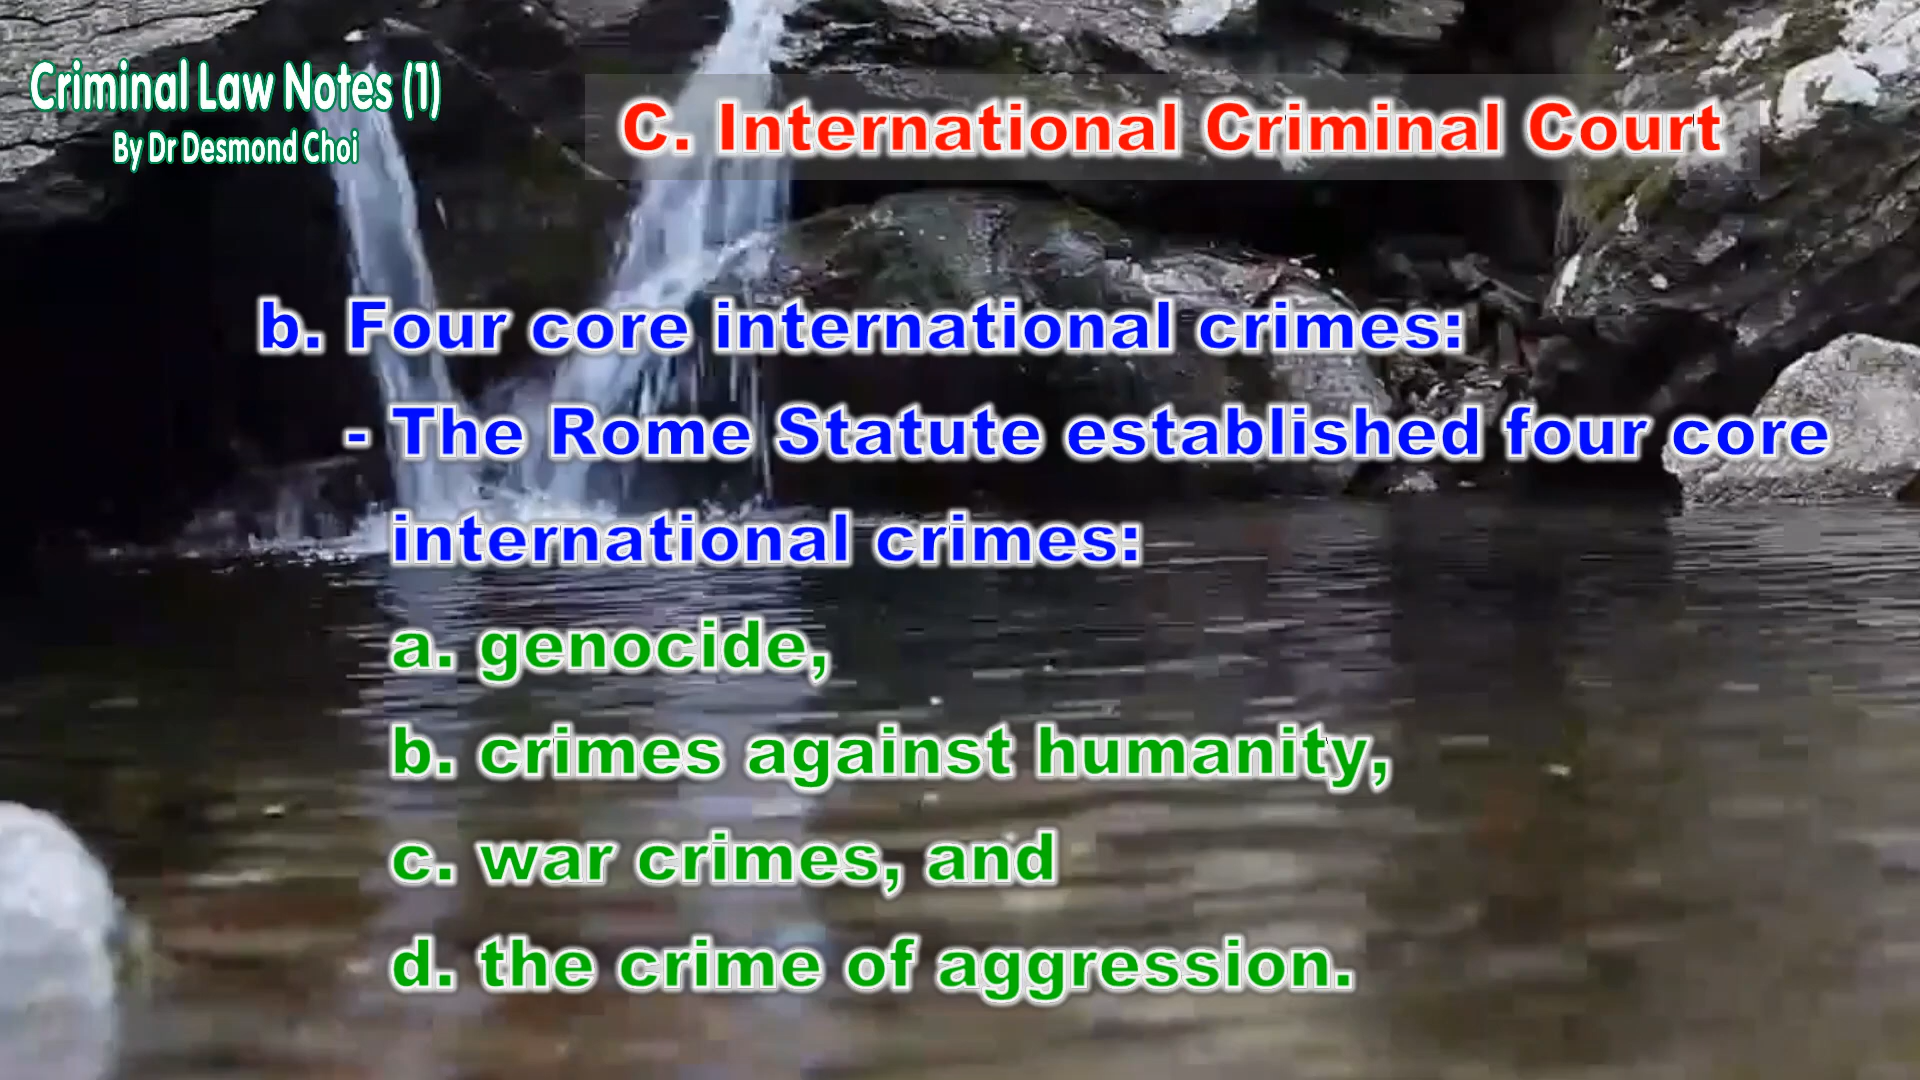 Criminal Law Notes (1)
By Dr Desmond Choi
C. International Criminal Court
b. Four core international crimes:
- The Rome Statute established four core
international crimes:
a. genocide,
b. crimes against humanity,
c. war crimes, and
d. the crime of aggression.